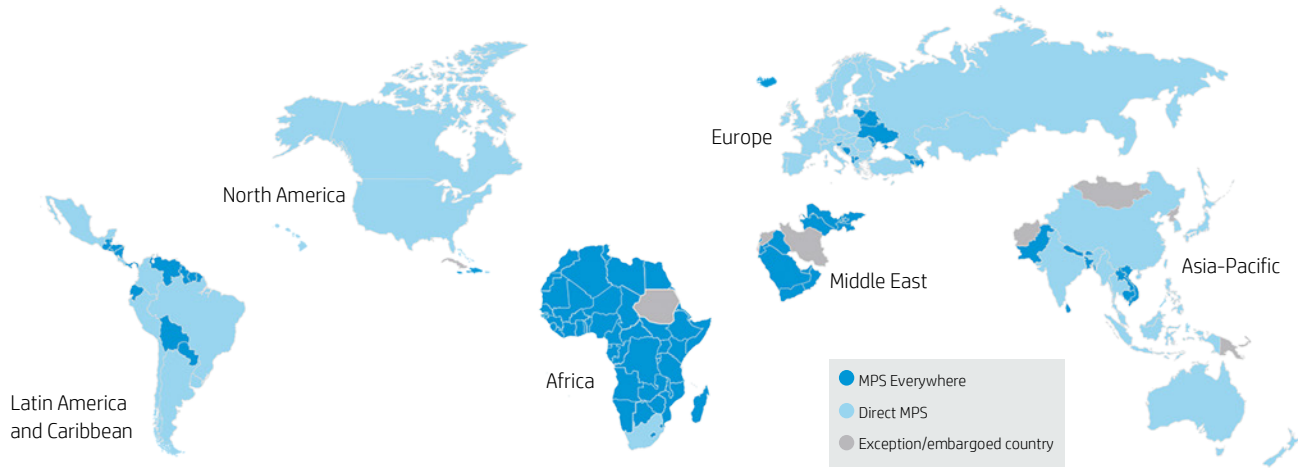 Europe
North America
Asia-Pacific
Middle East
Africa
Latin America
and Caribbean
MPS Everywhere
Direct MPS
Exception/embargoed country